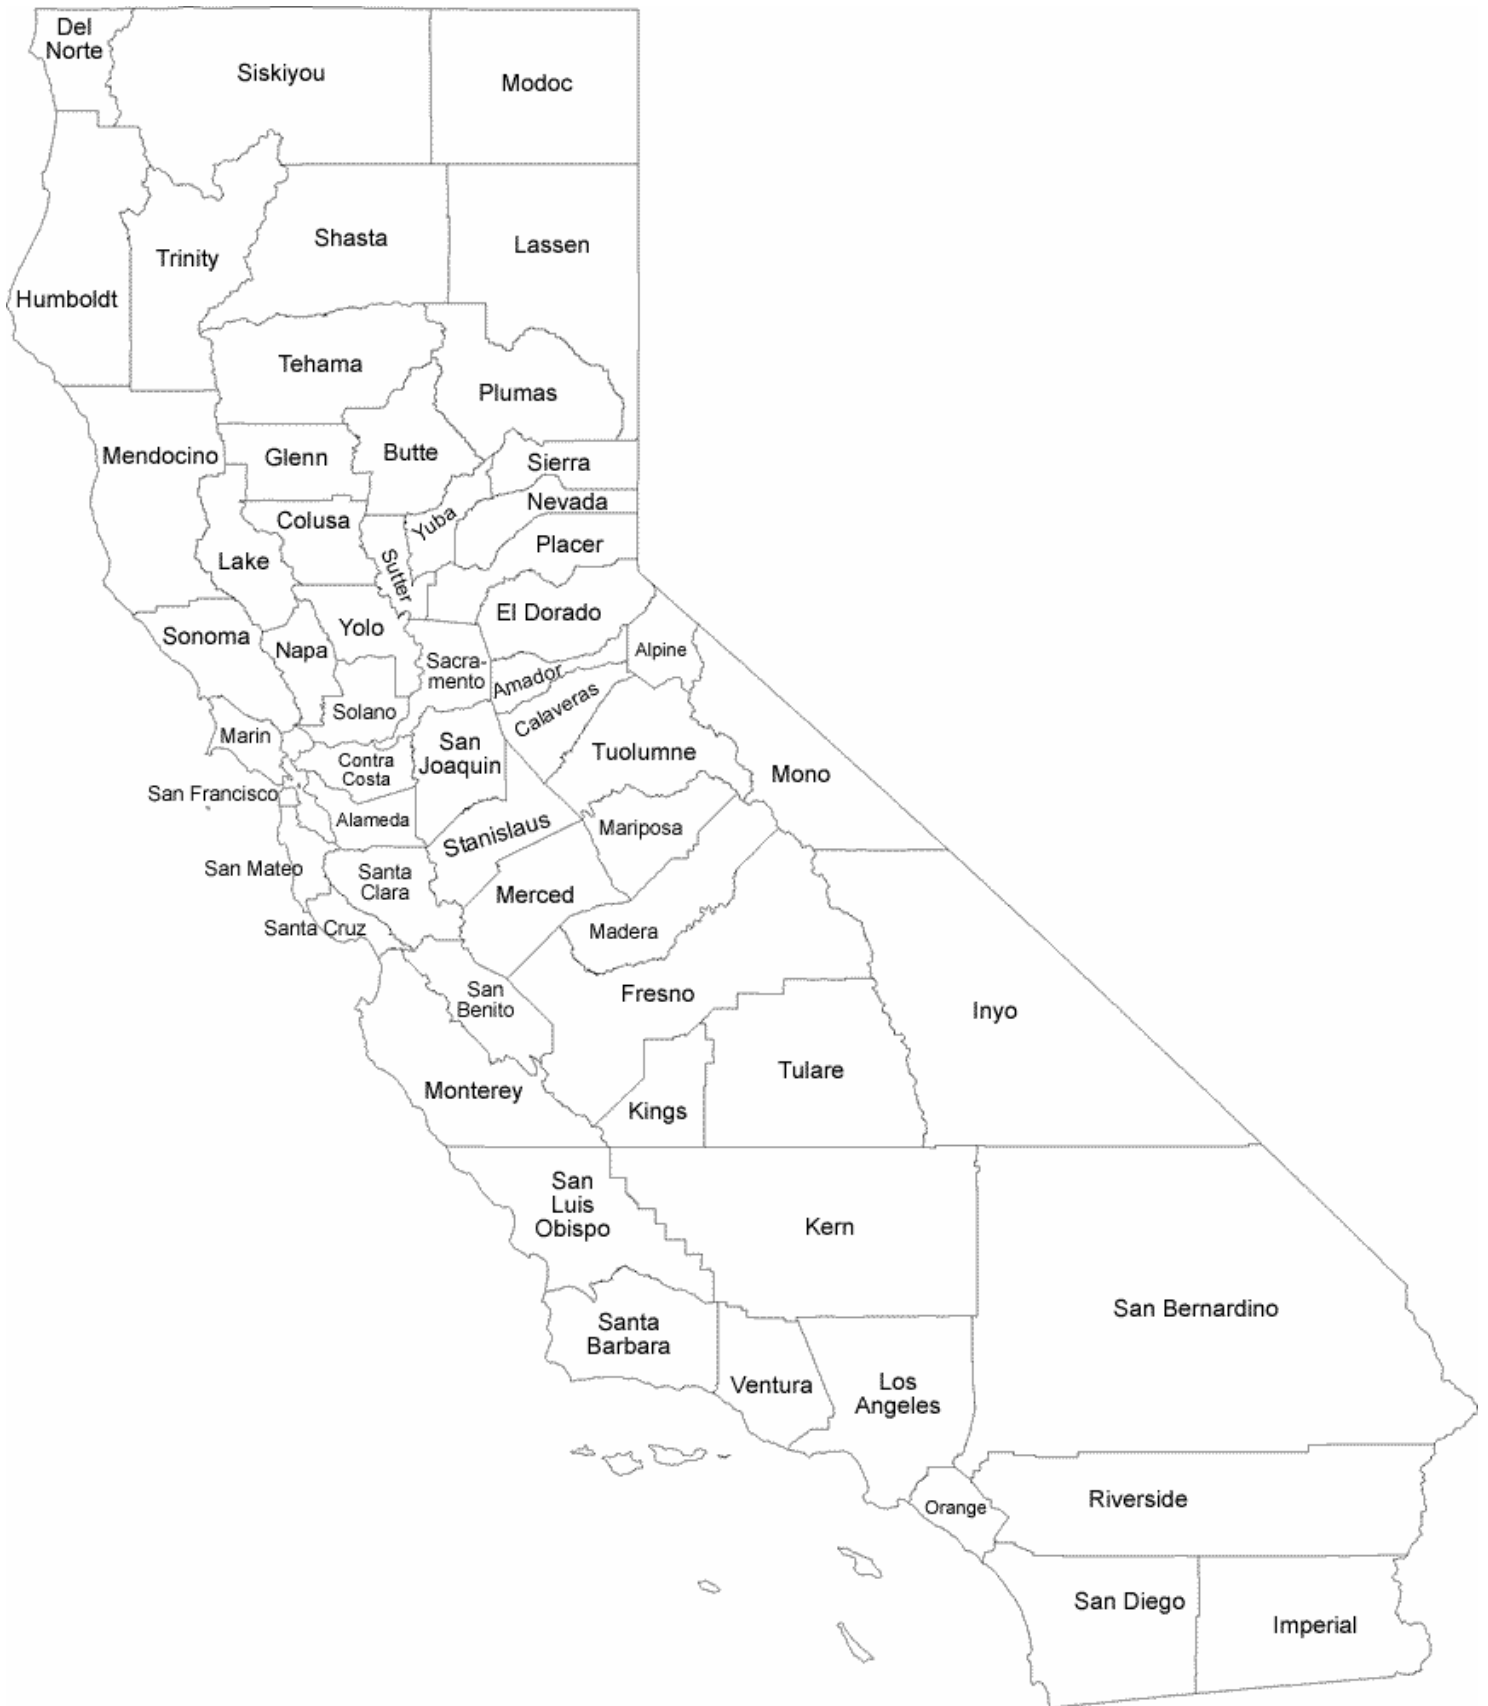 Del
Norte
Siskiyou
Modoc
Shasta
Lassen
Trinity
Humboldt
Tehama
Plumas
Mendocino
Glenn
Butte
Sierra
Nevada
Colusa
Yuba
Placer
Lake
Sutter
El Dorado
Sonoma
Yolo
Napa
Alpine
Sacra-
mento
Amador
Calaveras
Solano
Marin
San
Joaquin
Tuolumne
Contra
Costa
Mono
San Francisco
Alameda
Stanislaus
Mariposa
San Mateo
Santa
Clara
Merced
Santa Cruz
Madera
San
Benito
Fresno
Inyo
Tulare
Monterey
Kings
San
Luis
Obispo
Kern
San Bernardino
Santa
Barbara
Ventura
Los
Angeles
Orange
Riverside
San Diego
Imperial